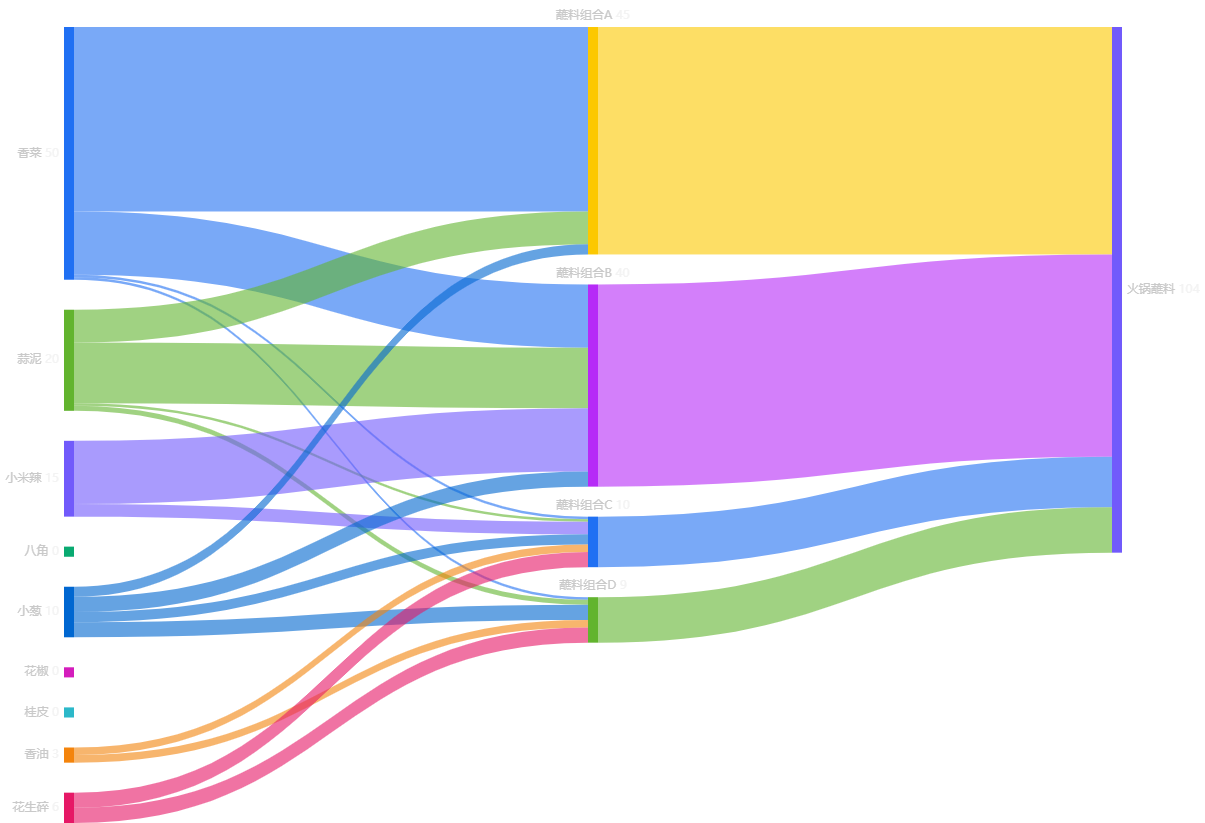 蘸料组合A 45
香菜 50
蘸料组合B 40
火锅蘸料 104
蒜泥 20
小米辣 15
蘸料组合C 10
八角 0
蘸料组合D 9
小葱 10
花椒 0
桂皮 0
香油 3
花生碎 6